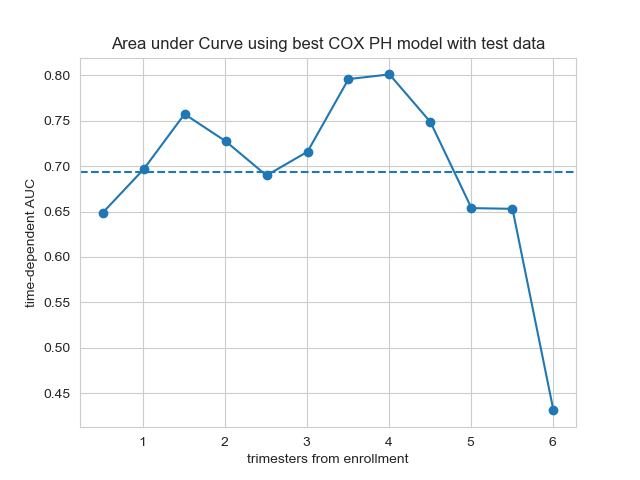 Area under Curve using best COX PH model with test data
time-dependent AUC
0.80
0.75
0.70
0.65
0.60
0.55
0.50
0.45
1 2 3 4 5 6
trimesters from enrollment